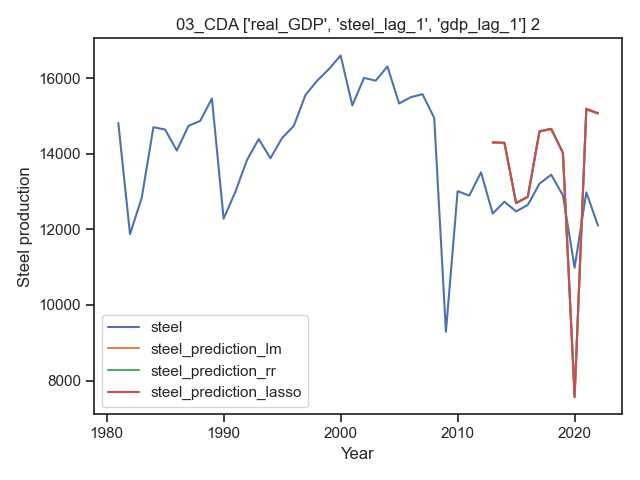 03_CDA ['real_GDP', 'steel_lag_1', 'gdp_lag_1'] 2
16000
14000
12000
10000
8000
Steel production
steel
steel_prediction_lm
steel_prediction_rr
steel_prediction_lasso
1980
1990
2000
2010
2020
Year